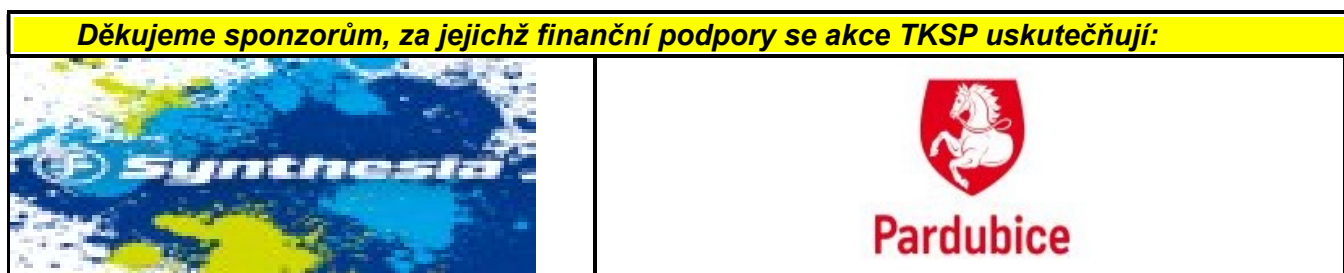 Děkujeme sponzorům, za jejichž finanční podpory se akce TKSP uskutečňují:
Synthesia
Pardubice